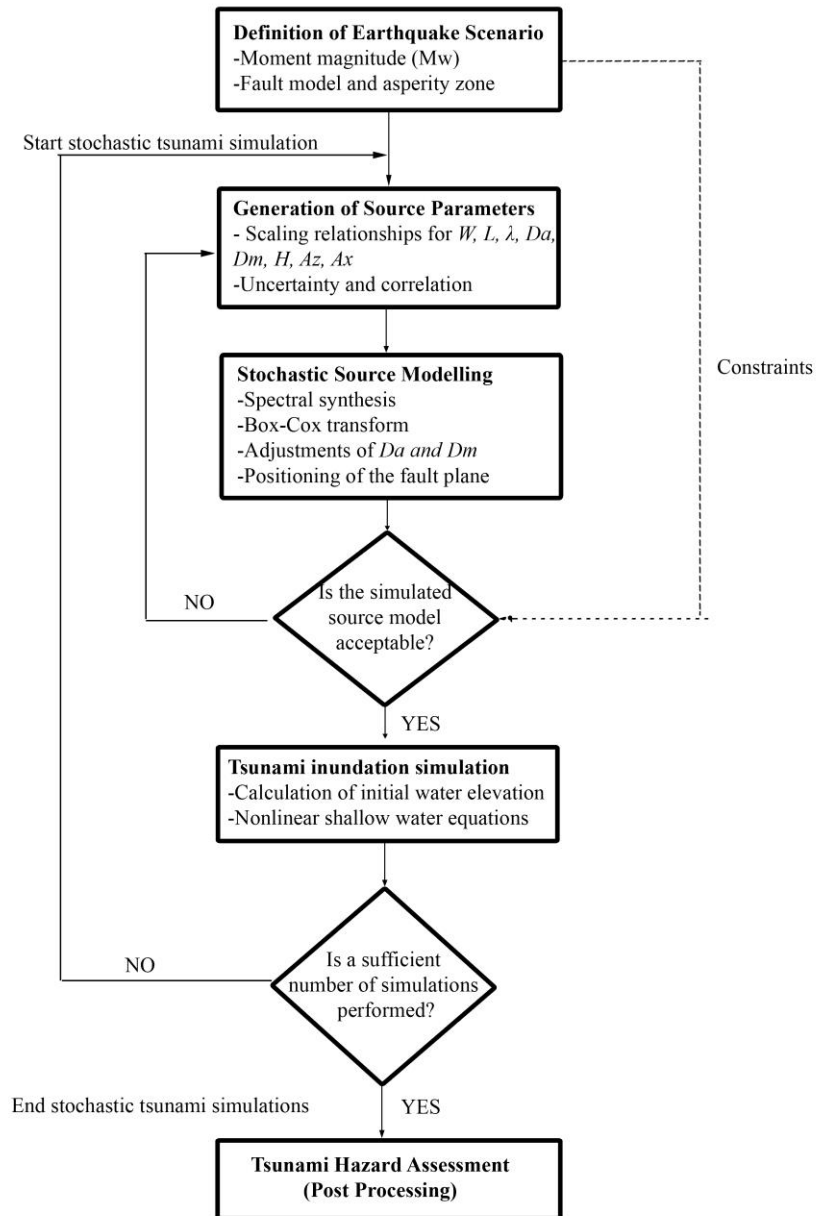 Definition of Earthquake Scenario
-Moment magnitude (Mw)
-Fault model and asperity zone
Start stochastic tsunami simulation
Generation of Source Parameters
- Scaling relationships for W, L, λ, Da,
Dm, H, Az, Ax
-Uncertainty and correlation
Stochastic Source Modelling
-Spectral synthesis
-Box-Cox transform
-Adjustments of Da and Dm
-Positioning of the fault plane
Constraints
NO
Is the simulated
source model
acceptable?
YES
Tsunami inundation simulation
-Calculation of initial water elevation
-Nonlinear shallow water equations
NO
Is a sufficient
number of simulations
performed?
End stochastic tsunami simulations
YES
Tsunami Hazard Assessment
(Post Processing)